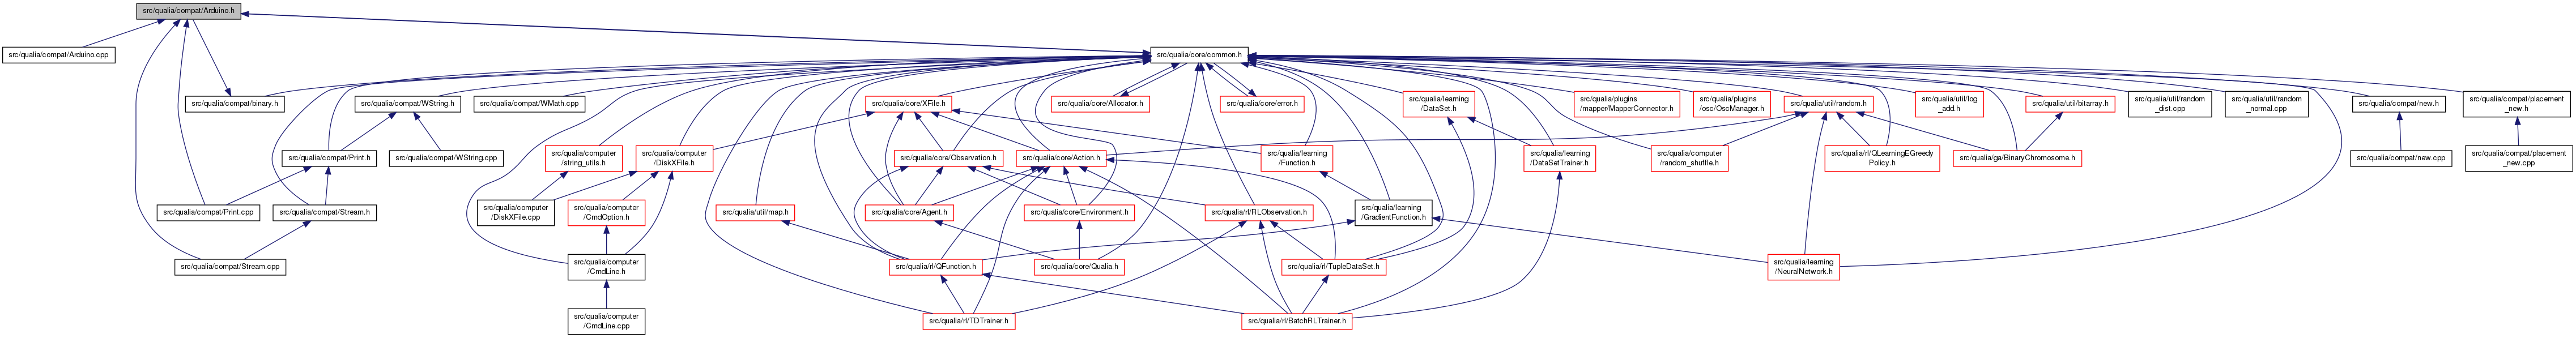 src/qualia/compat/Arduino.h
src/qualia/compat/Arduino.cpp
src/qualia/core/common.h
src/qualia/compat/binary.h
src/qualia/compat/WString.h
src/qualia/compat/WMath.cpp
src/qualia/core/XFile.h
src/qualia/core/Allocator.h
src/qualia/core/error.h
src/qualia/learning
/DataSet.h
src/qualia/plugins
/mapper/MapperConnector.h
src/qualia/plugins
/osc/OscManager.h
src/qualia/util/random.h
src/qualia/util/log
_add.h
src/qualia/util/bitarray.h
src/qualia/util/random
_dist.cpp
src/qualia/util/random
_normal.cpp
src/qualia/compat/new.h
src/qualia/compat/placement
_new.h
src/qualia/compat/Print.h
src/qualia/compat/WString.cpp
src/qualia/computer
/string_utils.h
src/qualia/computer
/DiskXFile.h
src/qualia/core/Observation.h
src/qualia/core/Action.h
src/qualia/learning
/Function.h
src/qualia/learning
/DataSetTrainer.h
src/qualia/computer
/random_shuffle.h
src/qualia/rl/QLearningEGreedy
Policy.h
src/qualia/ga/BinaryChromosome.h
src/qualia/compat/new.cpp
src/qualia/compat/placement
_new.cpp
src/qualia/compat/Print.cpp
src/qualia/compat/Stream.h
src/qualia/computer
/DiskXFile.cpp
src/qualia/computer
/CmdOption.h
src/qualia/util/map.h
src/qualia/core/Agent.h
src/qualia/core/Environment.h
src/qualia/rl/RLObservation.h
src/qualia/learning
/GradientFunction.h
src/qualia/compat/Stream.cpp
src/qualia/computer
/CmdLine.h
src/qualia/rl/QFunction.h
src/qualia/core/Qualia.h
src/qualia/rl/TupleDataSet.h
src/qualia/learning
/NeuralNetwork.h
src/qualia/computer
/CmdLine.cpp
src/qualia/rl/TDTrainer.h
src/qualia/rl/BatchRLTrainer.h